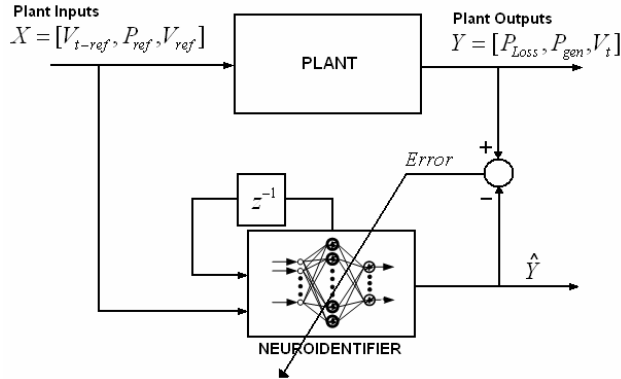 Plant Inputs
X = [V_{t-ref}, P_{ref}, V_{ref}]
Plant Outputs
Y = [P_{Loss}, P_{gen}, V_t]
PLANT
+
Error
−
z^{-1}
Ŷ
NEUROIDENTIFIER